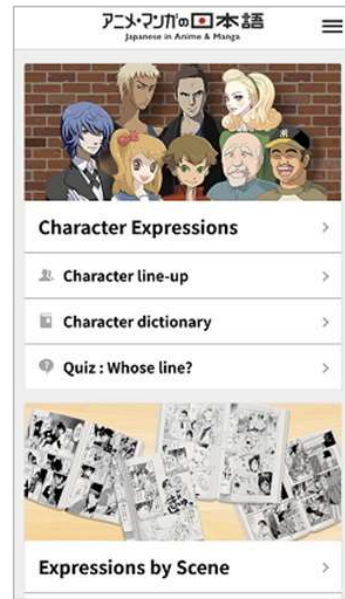 アニメ・マンガの日本語
Japanese in Anime & Manga
Character Expressions
Character line-up
Character dictionary
Quiz : Whose line?
Expressions by Scene